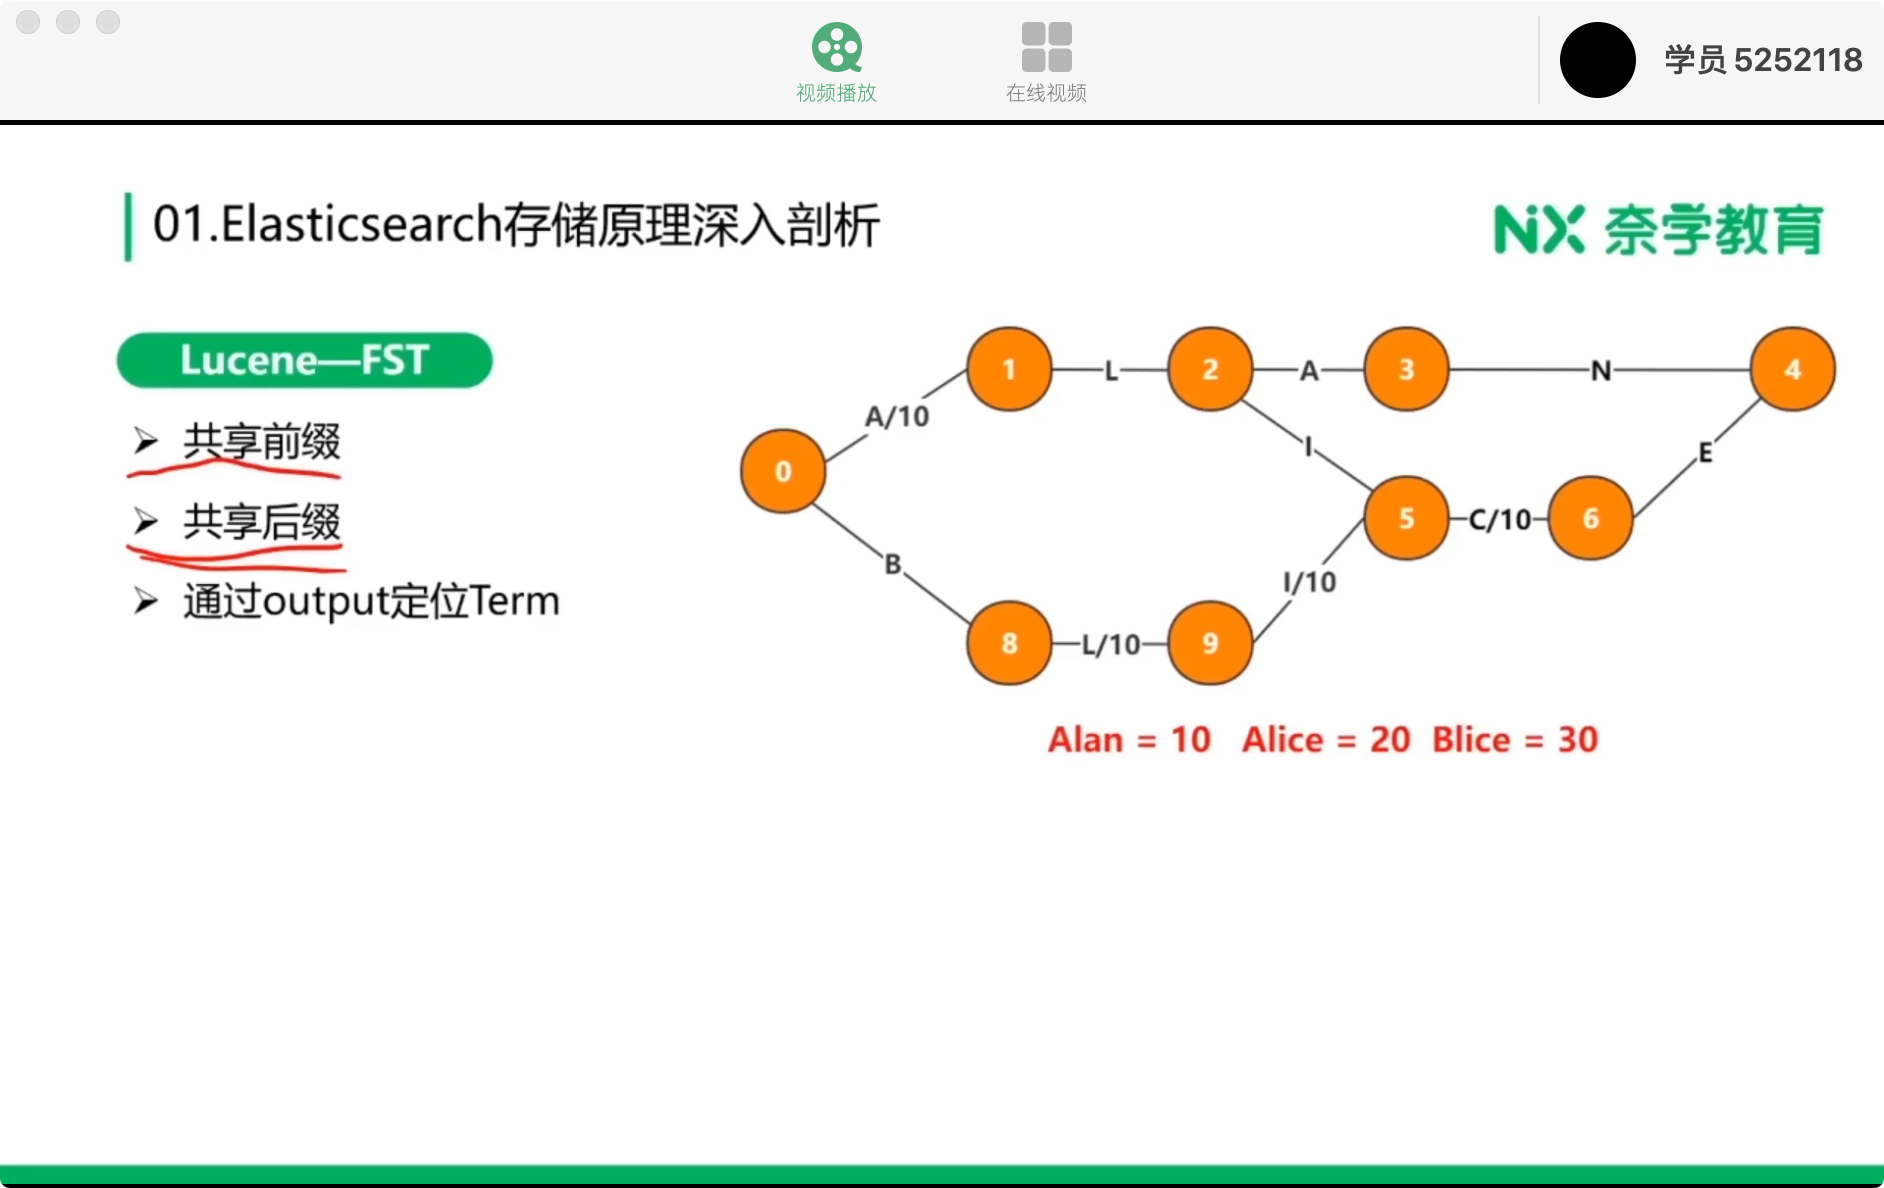 视频播放
在线视频
学员 5252118
01.Elasticsearch存储原理深入剖析
NiX 奈学教育
Lucene—FST
共享前缀
共享后缀
通过output定位Term
0
1
2
3
4
5
6
8
9
A/10
L
A
N
I
E
C/10
B
L/10
I/10
Alan = 10 Alice = 20 Blice = 30